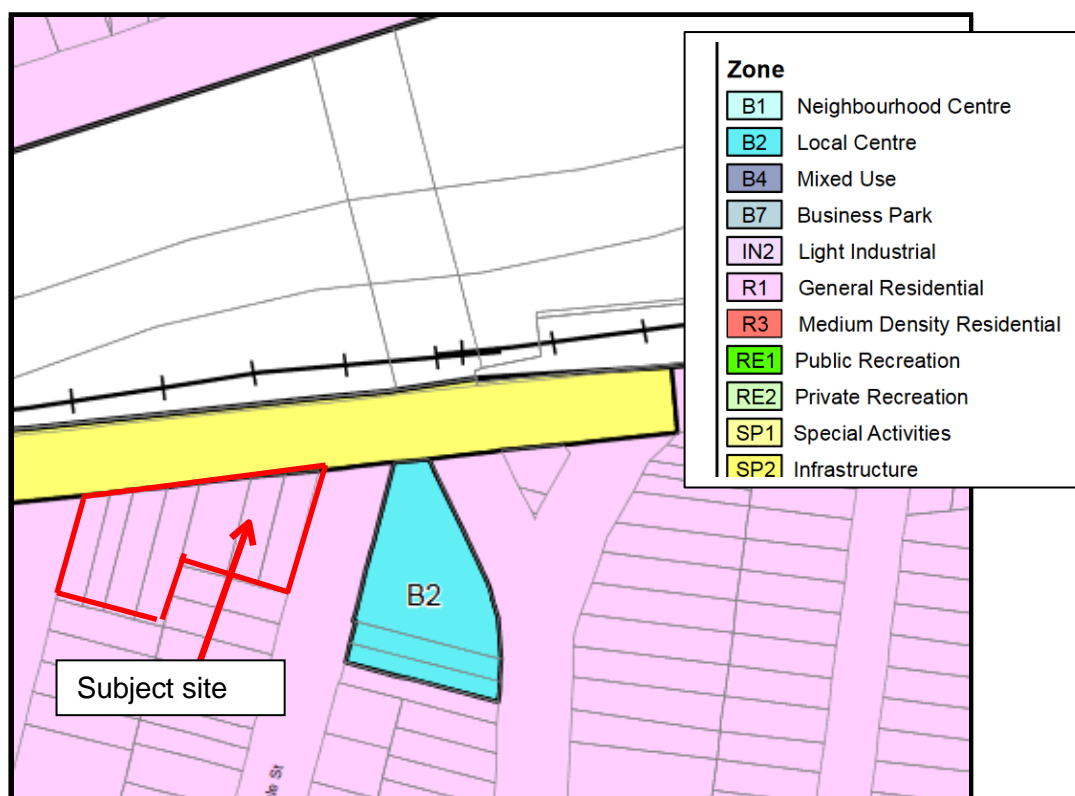 Zone
B1 Neighbourhood Centre
B2 Local Centre
B4 Mixed Use
B7 Business Park
IN2 Light Industrial
R1 General Residential
R3 Medium Density Residential
RE1 Public Recreation
RE2 Private Recreation
SP1 Special Activities
SP2 Infrastructure
B2
Subject site
St